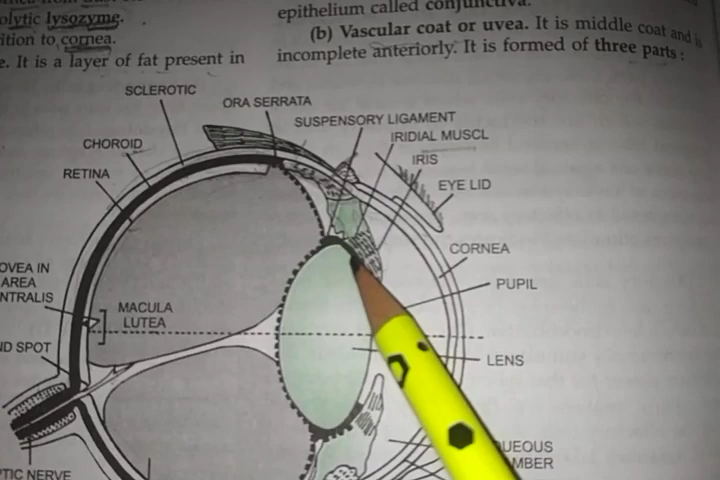 olytic lysozyme.
ition to cornea.
e. It is a layer of fat present in
epithelium called conjunctiva.
(b) Vascular coat or uvea. It is middle coat and is
incomplete anteriorly. It is formed of three parts :
SCLEROTIC
ORA SERRATA
SUSPENSORY LIGAMENT
CHOROID
IRIDIAL MUSCL
RETINA
IRIS
EYE LID
CORNEA
OVEA IN
AREA
NTRALIS
PUPIL
MACULA
LUTEA
ND SPOT
LENS
UEOUS
MBER
TIC NERVE